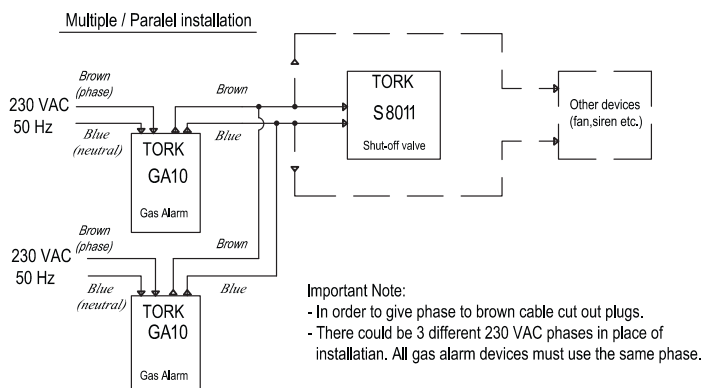 Multiple / Paralel installation
Brown
(phase)
230 VAC
50 Hz
Blue
(neutral)
TORK
GA10
Gas Alarm
Brown
Blue
TORK
S8011
Shut-off valve
Other devices
(fan,siren etc.)
Brown
(phase)
230 VAC
50 Hz
Blue
(neutral)
TORK
GA10
Gas Alarm
Brown
Blue
Important Note:
- In order to give phase to brown cable cut out plugs.
- There could be 3 different 230 VAC phases in place of
installatian. All gas alarm devices must use the same phase.